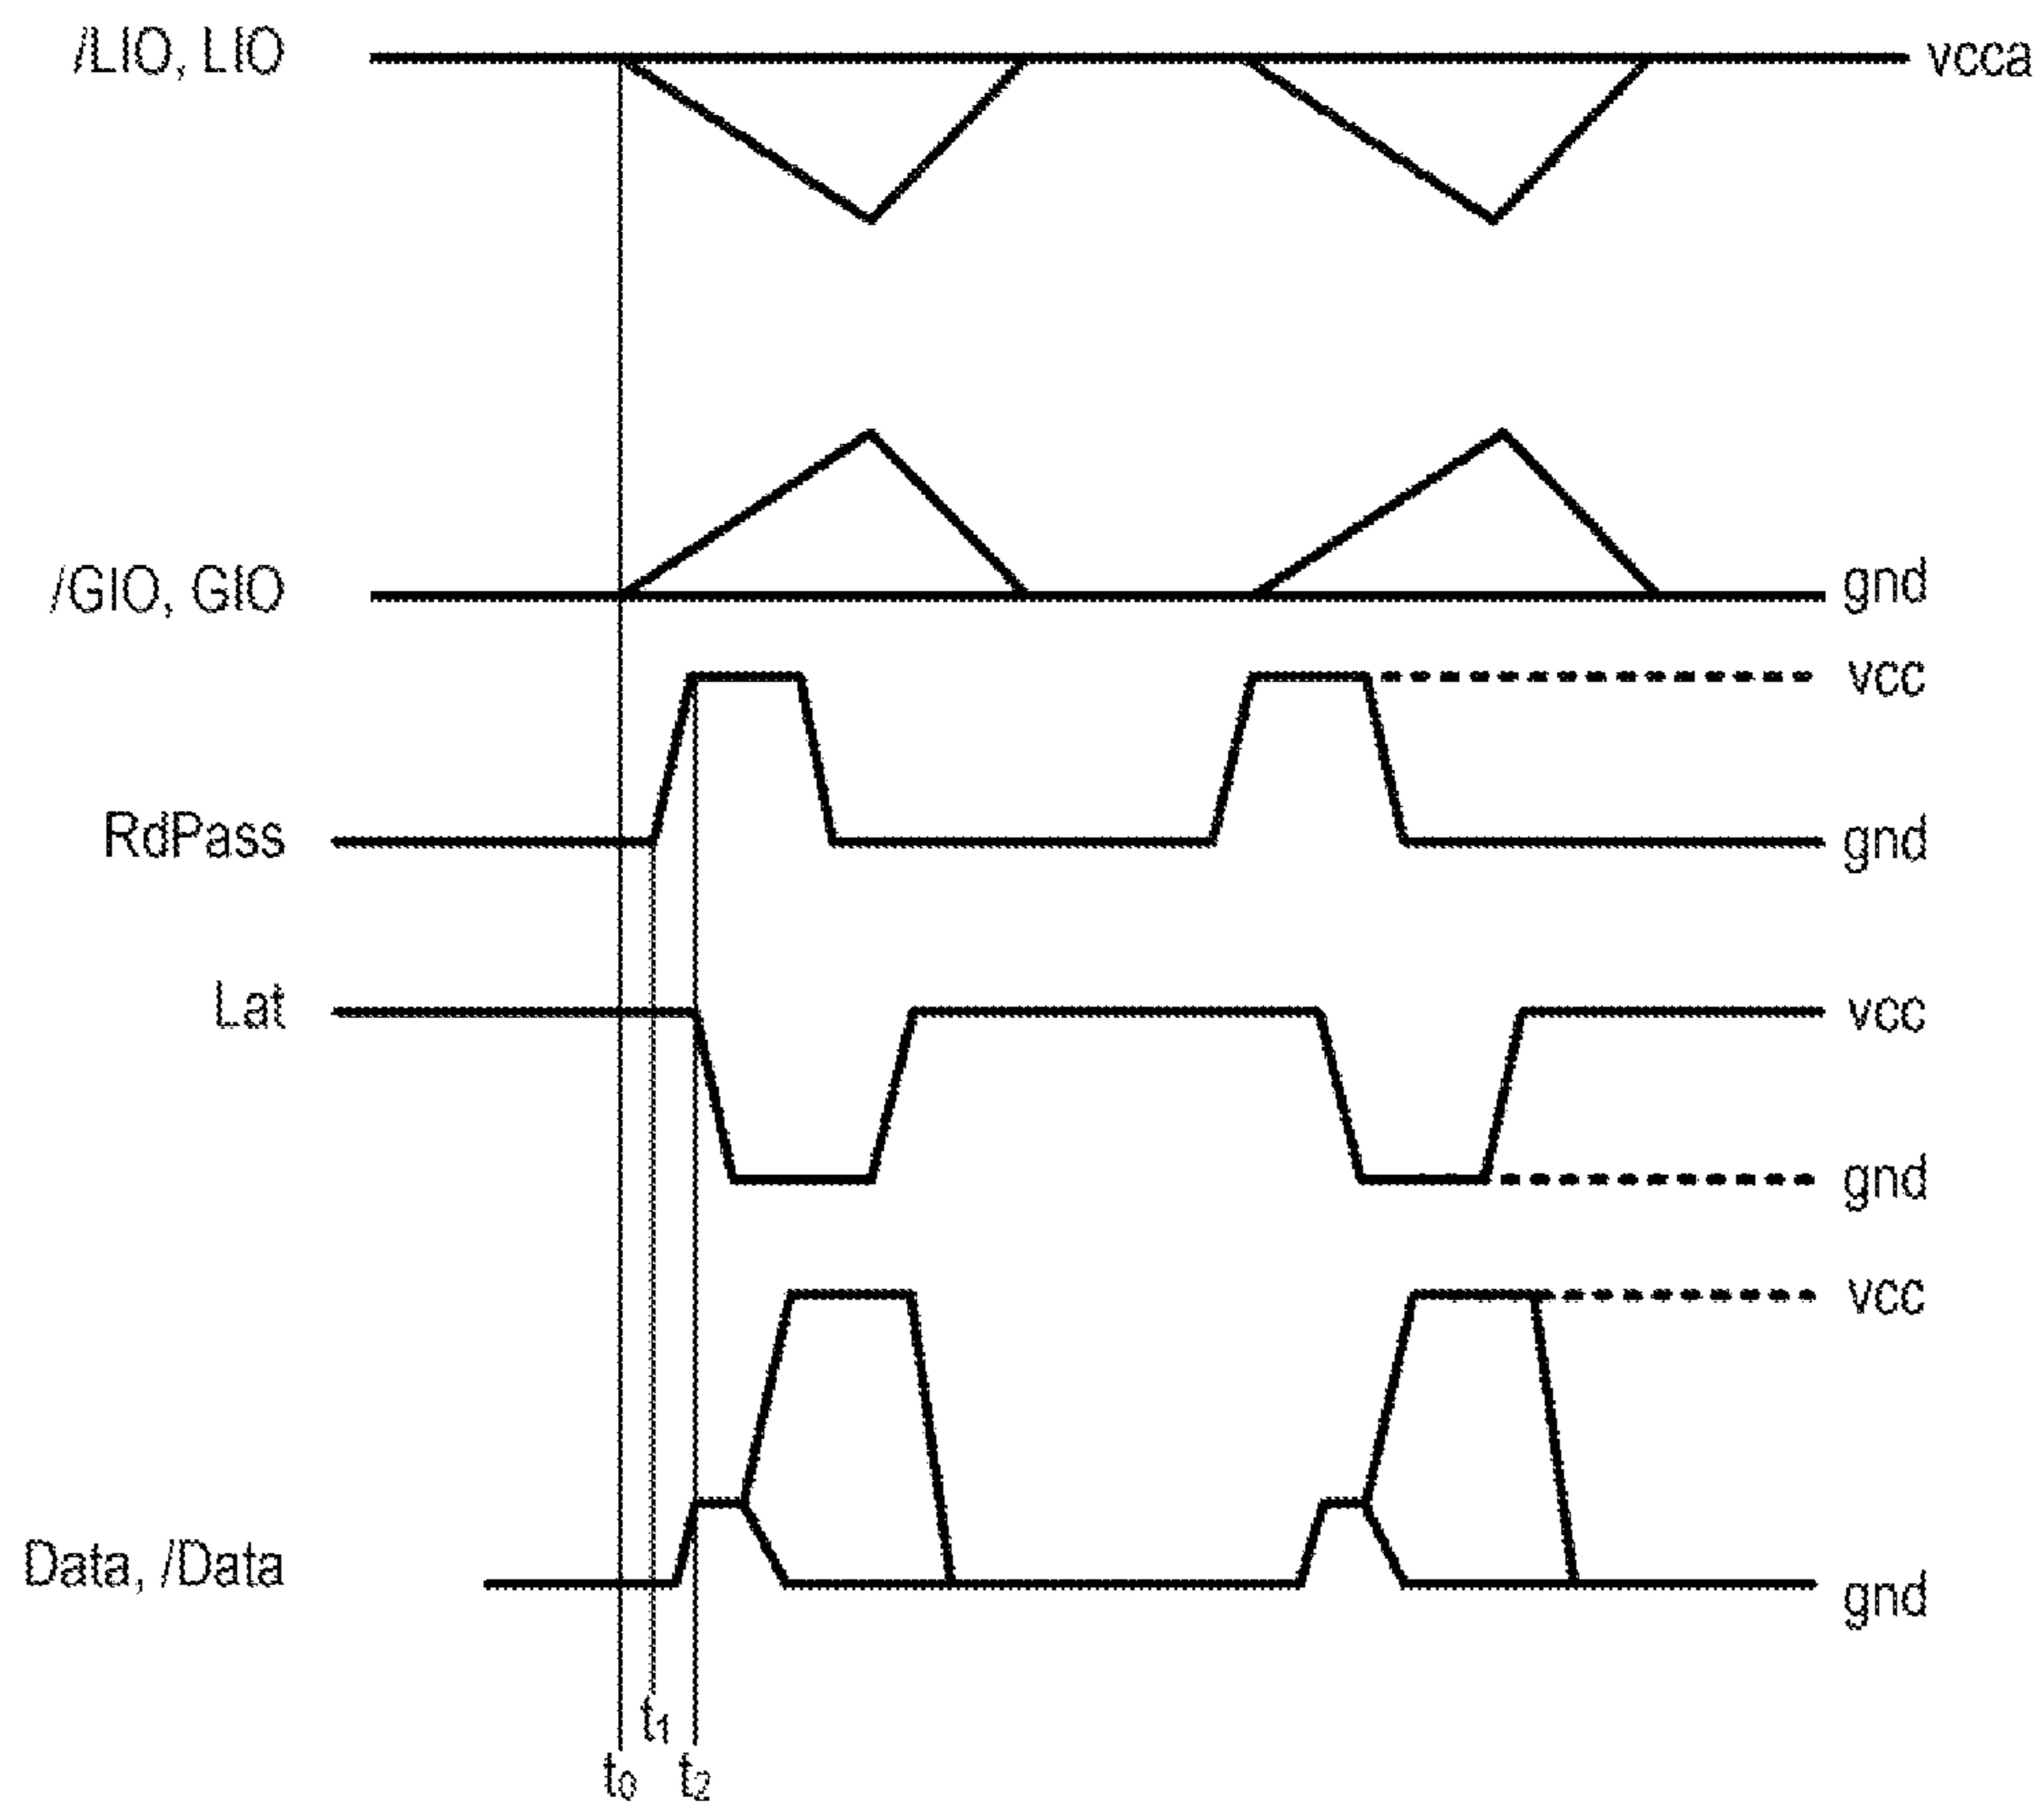 /LIO, LIO
vcca
/GIO, GIO
gnd
vcc
RdPass
gnd
Lat
vcc
gnd
vcc
Data, /Data
gnd
t1
t0
t2